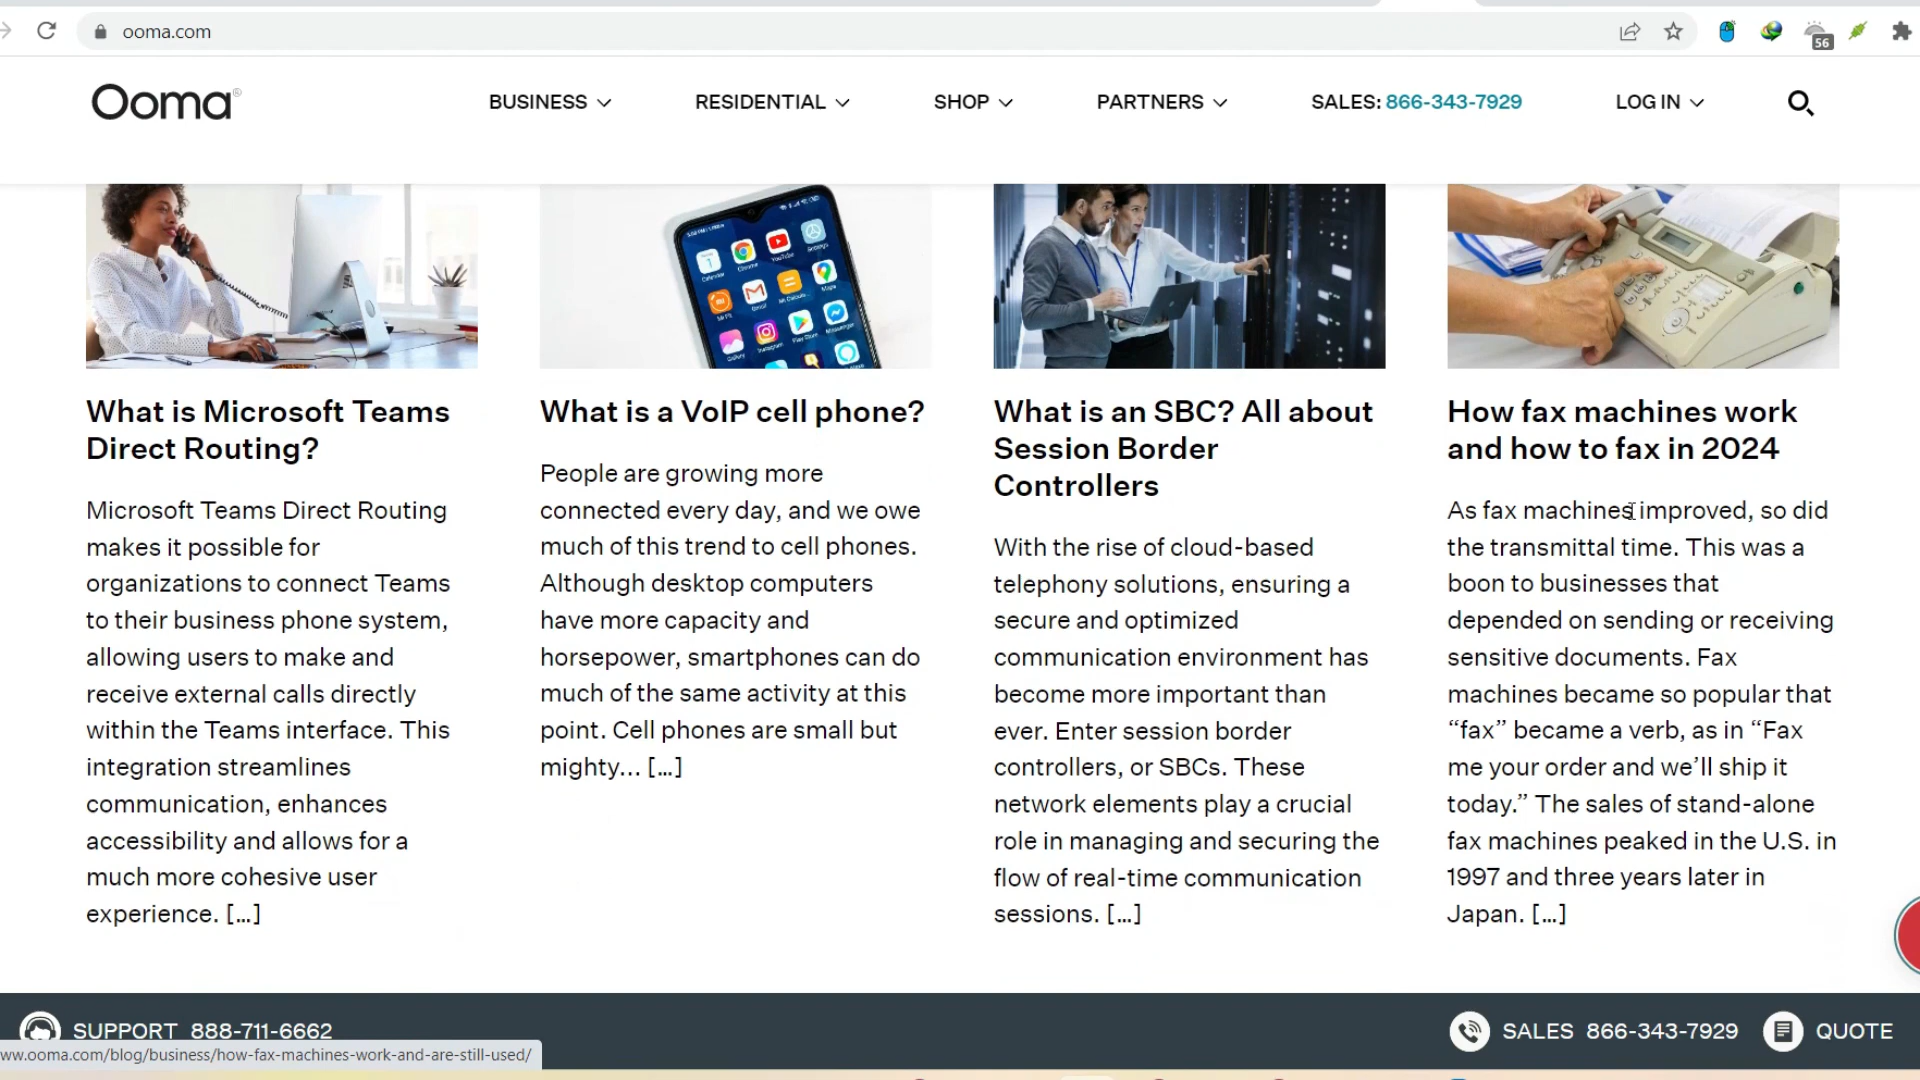 ooma.com
56
Ooma®
BUSINESS
RESIDENTIAL
SHOP
PARTNERS
SALES: 866-343-7929
LOG IN
What is Microsoft Teams
Direct Routing?
Microsoft Teams Direct Routing
makes it possible for
organizations to connect Teams
to their business phone system,
allowing users to make and
receive external calls directly
within the Teams interface. This
integration streamlines
communication, enhances
accessibility and allows for a
much more cohesive user
experience. [...]
Calendar
Chrome
YouTube
Settings
Gmail
Maps
Gallery
Instagram
Play Store
Messenger
What is a VoIP cell phone?
People are growing more
connected every day, and we owe
much of this trend to cell phones.
Although desktop computers
have more capacity and
horsepower, smartphones can do
much of the same activity at this
point. Cell phones are small but
mighty... [...]
What is an SBC? All about
Session Border
Controllers
With the rise of cloud-based
telephony solutions, ensuring a
secure and optimized
communication environment has
become more important than
ever. Enter session border
controllers, or SBCs. These
network elements play a crucial
role in managing and securing the
flow of real-time communication
sessions. [...]
How fax machines work
and how to fax in 2024
As fax machines improved, so did
the transmittal time. This was a
boon to businesses that
depended on sending or receiving
sensitive documents. Fax
machines became so popular that
“fax” became a verb, as in “Fax
me your order and we’ll ship it
today.” The sales of stand-alone
fax machines peaked in the U.S. in
1997 and three years later in
Japan. [...]
SUPPORT 888-711-6662
SALES 866-343-7929
QUOTE
ww.ooma.com/blog/business/how-fax-machines-work-and-are-still-used/